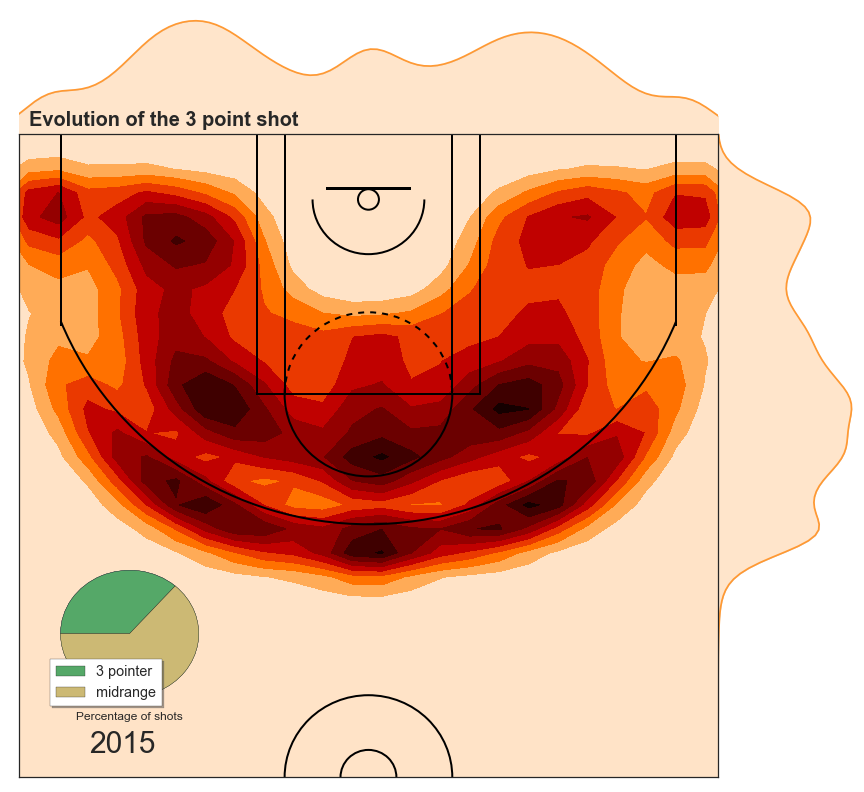 Evolution of the 3 point shot
3 pointer
midrange
Percentage of shots
2015